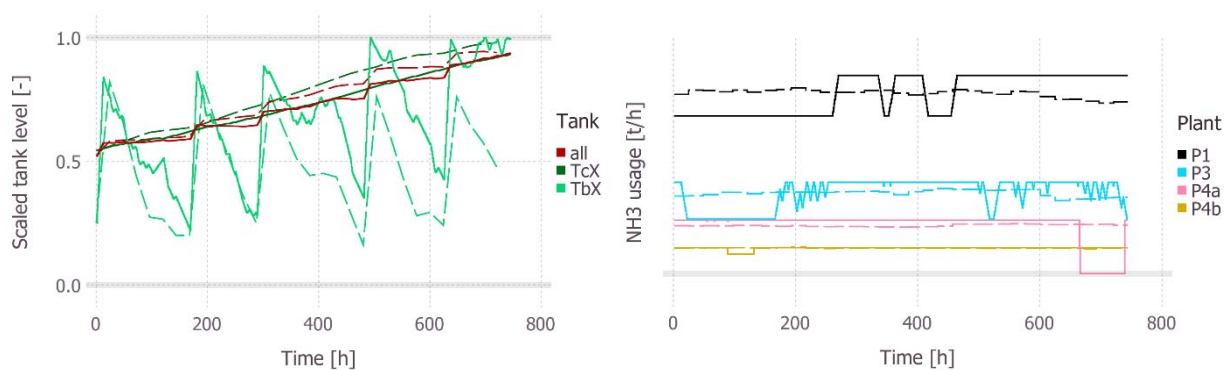 Scaled tank level [-]
1.0
0.5
0.0
0
200
400
600
800
Time [h]
Tank
all
TcX
TbX
NH3 usage [t/h]
0
200
400
600
800
Time [h]
Plant
P1
P3
P4a
P4b